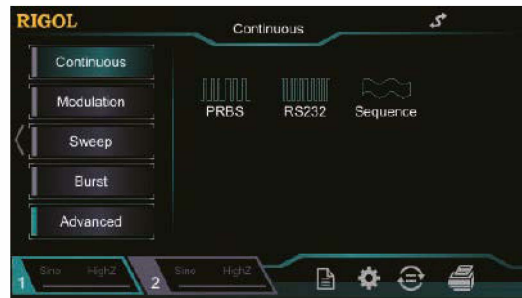 RIGOL
Continuous
Continuous
Modulation
Sweep
Burst
Advanced
PRBS
RS232
Sequence
1
Sine
HighZ
2
Sine
HighZ